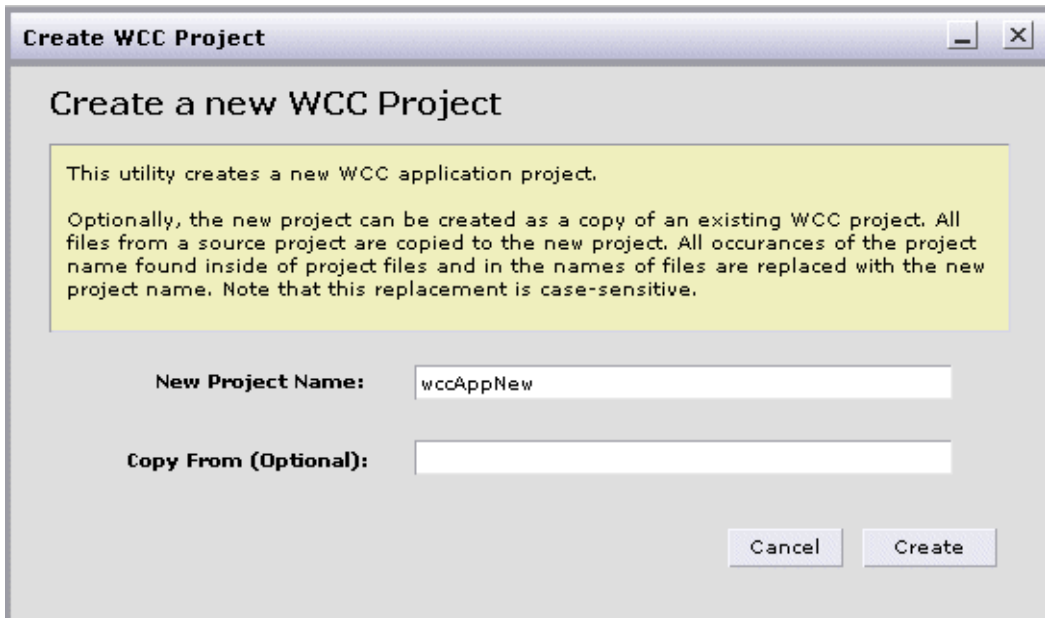 Create WCC Project
Create a new WCC Project
This utility creates a new WCC application project.
Optionally, the new project can be created as a copy of an existing WCC project. All
files from a source project are copied to the new project. All occurances of the project
name found inside of project files and in the names of files are replaced with the new
project name. Note that this replacement is case-sensitive.
New Project Name: wccAppNew
Copy From (Optional):
Cancel Create